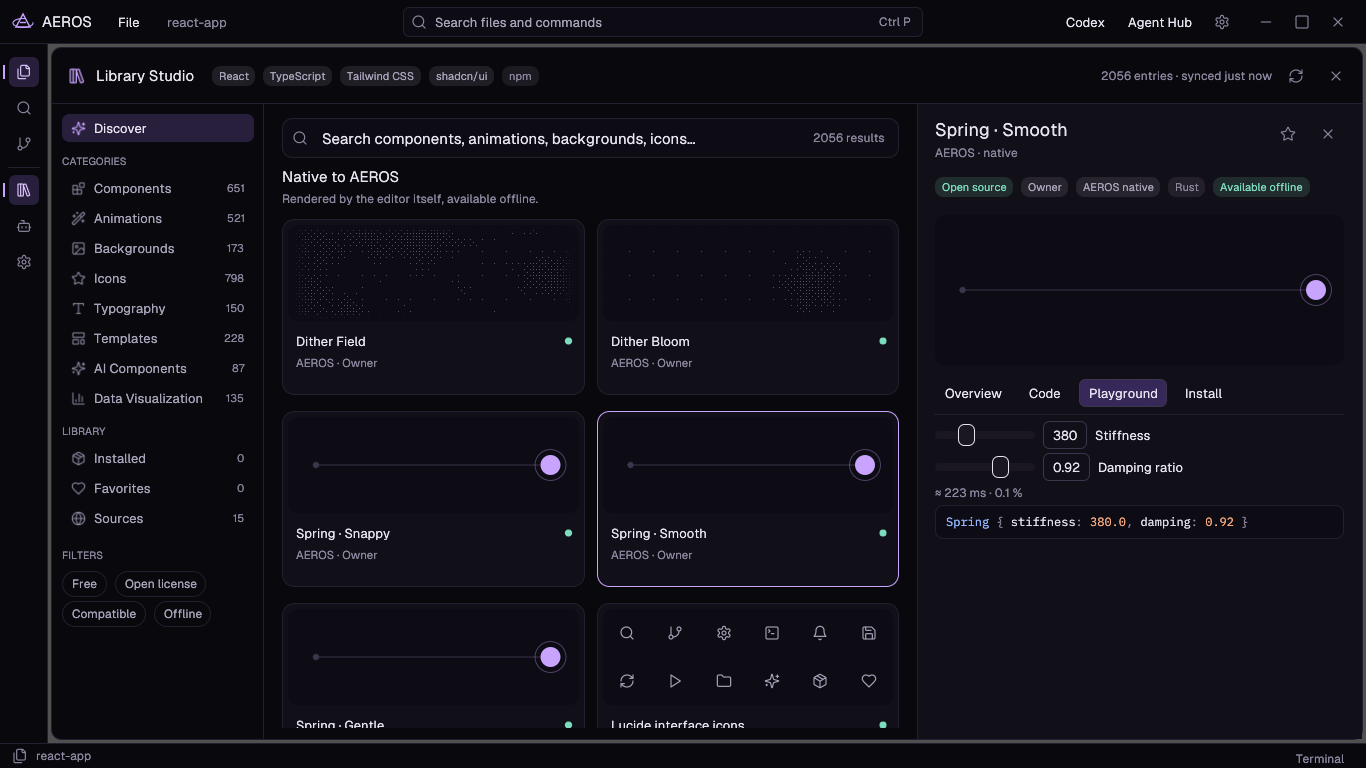 AEROS File react-app Search files and commands Ctrl P Codex Agent Hub
Library Studio React TypeScript Tailwind CSS shadcn/ui npm 2056 entries · synced just now
Discover
CATEGORIES
Components 651
Animations 521
Backgrounds 173
Icons 798
Typography 150
Templates 228
AI Components 87
Data Visualization 135
LIBRARY
Installed 0
Favorites 0
Sources 15
FILTERS
Free Open license
Compatible Offline
Search components, animations, backgrounds, icons... 2056 results
Native to AEROS
Rendered by the editor itself, available offline.
Dither Field
AEROS · Owner
Dither Bloom
AEROS · Owner
Spring · Snappy
AEROS · Owner
Spring · Smooth
AEROS · Owner
Spring · Gentle
Lucide interface icons
Spring · Smooth
AEROS · native
Open source Owner AEROS native Rust Available offline
Overview Code Playground Install
380 Stiffness
0.92 Damping ratio
≈ 223 ms · 0.1 %
Spring { stiffness: 380.0, damping: 0.92 }
react-app Terminal